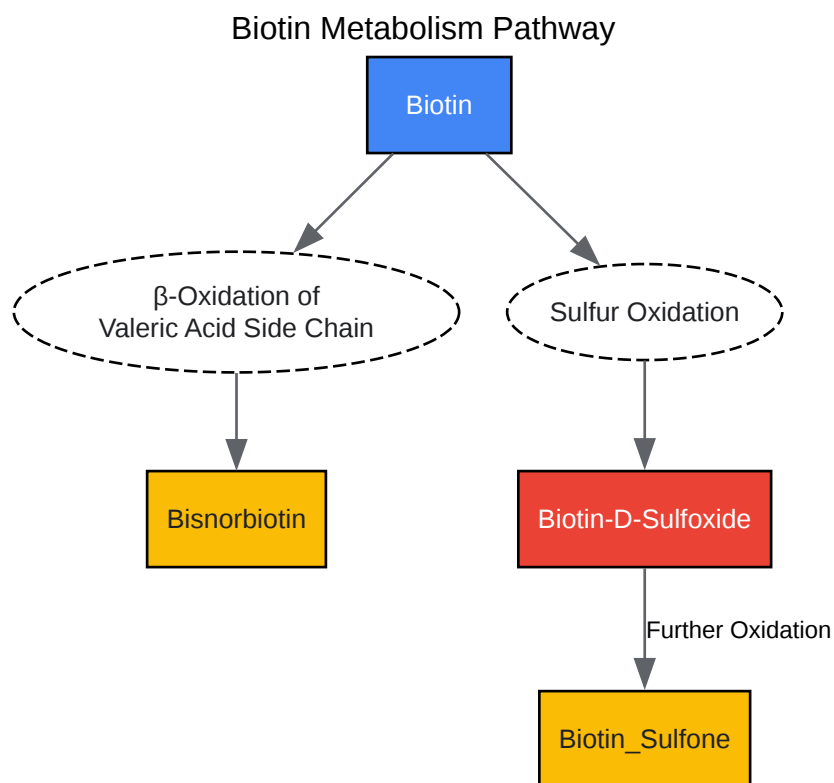 Biotin Metabolism Pathway
Biotin
β-Oxidation of
Valeric Acid Side Chain
Sulfur Oxidation
Bisnorbiotin
Biotin-D-Sulfoxide
Further Oxidation
Biotin_Sulfone